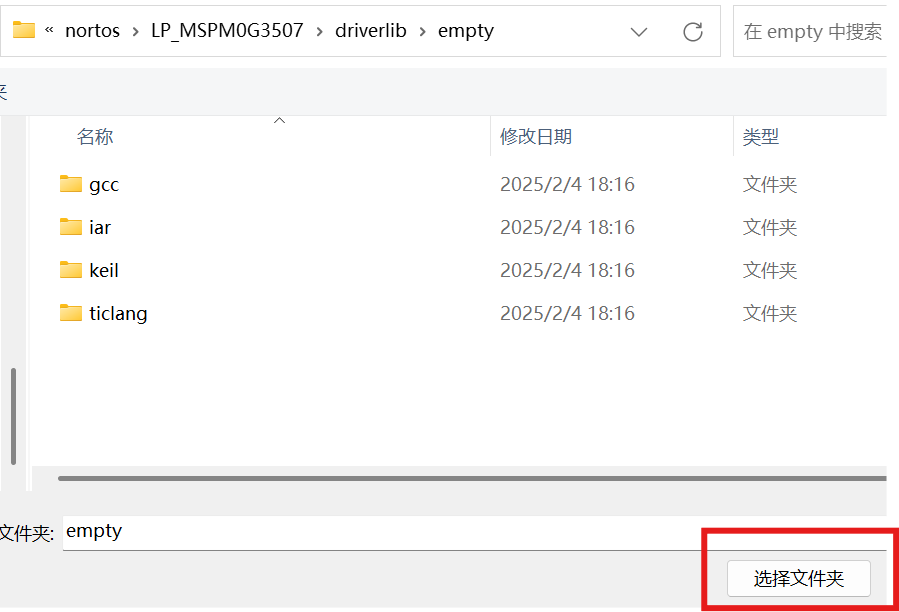 « nortos › LP_MSPM0G3507 › driverlib › empty 在 empty 中搜索
夹
名称 修改日期 类型
gcc 2025/2/4 18:16 文件夹
iar 2025/2/4 18:16 文件夹
keil 2025/2/4 18:16 文件夹
ticlang 2025/2/4 18:16 文件夹
文件夹: empty
选择文件夹